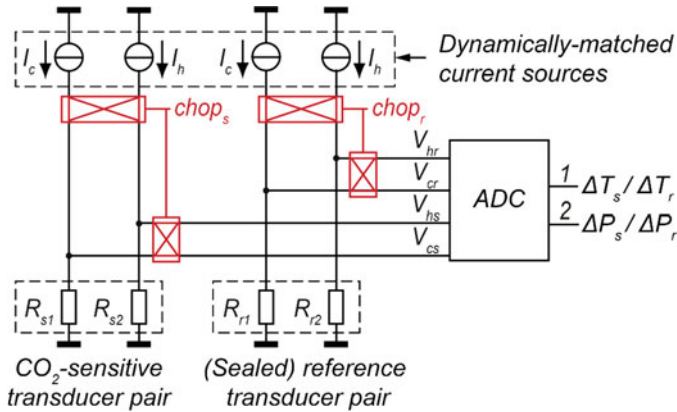 I_c I_h I_c I_h
Dynamically-matched
current sources
chop_s chop_r
V_hr
V_cr
V_hs
V_cs
ADC
1 ΔT_s/ΔT_r
2 ΔP_s/ΔP_r
R_s1 R_s2 R_r1 R_r2
CO₂-sensitive
transducer pair
(Sealed) reference
transducer pair